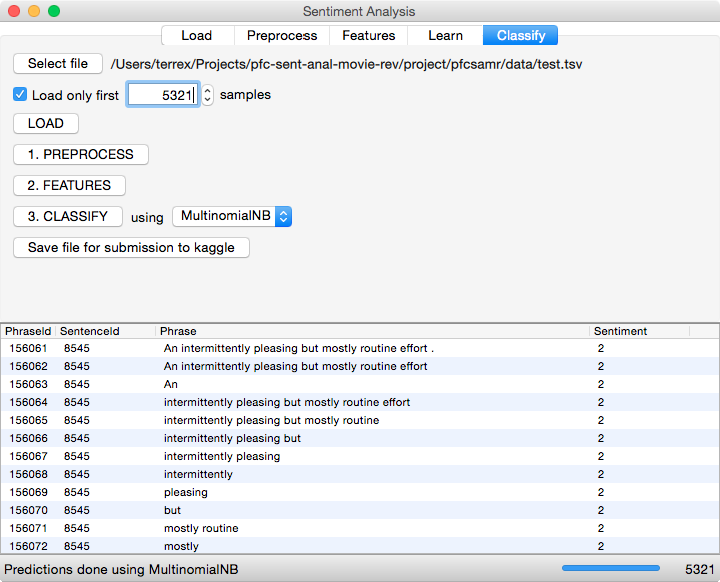 Sentiment Analysis
Load Preprocess Features Learn Classify
Select file /Users/terrex/Projects/pfc-sent-anal-movie-rev/project/pfcsamr/data/test.tsv
Load only first 5321 samples
LOAD
1. PREPROCESS
2. FEATURES
3. CLASSIFY using MultinomialNB
Save file for submission to kaggle
PhraseId SentenceId Phrase Sentiment
156061 8545 An intermittently pleasing but mostly routine effort . 2
156062 8545 An intermittently pleasing but mostly routine effort 2
156063 8545 An 2
156064 8545 intermittently pleasing but mostly routine effort 2
156065 8545 intermittently pleasing but mostly routine 2
156066 8545 intermittently pleasing but 2
156067 8545 intermittently pleasing 2
156068 8545 intermittently 2
156069 8545 pleasing 2
156070 8545 but 2
156071 8545 mostly routine 2
156072 8545 mostly 2
Predictions done using MultinomialNB 5321